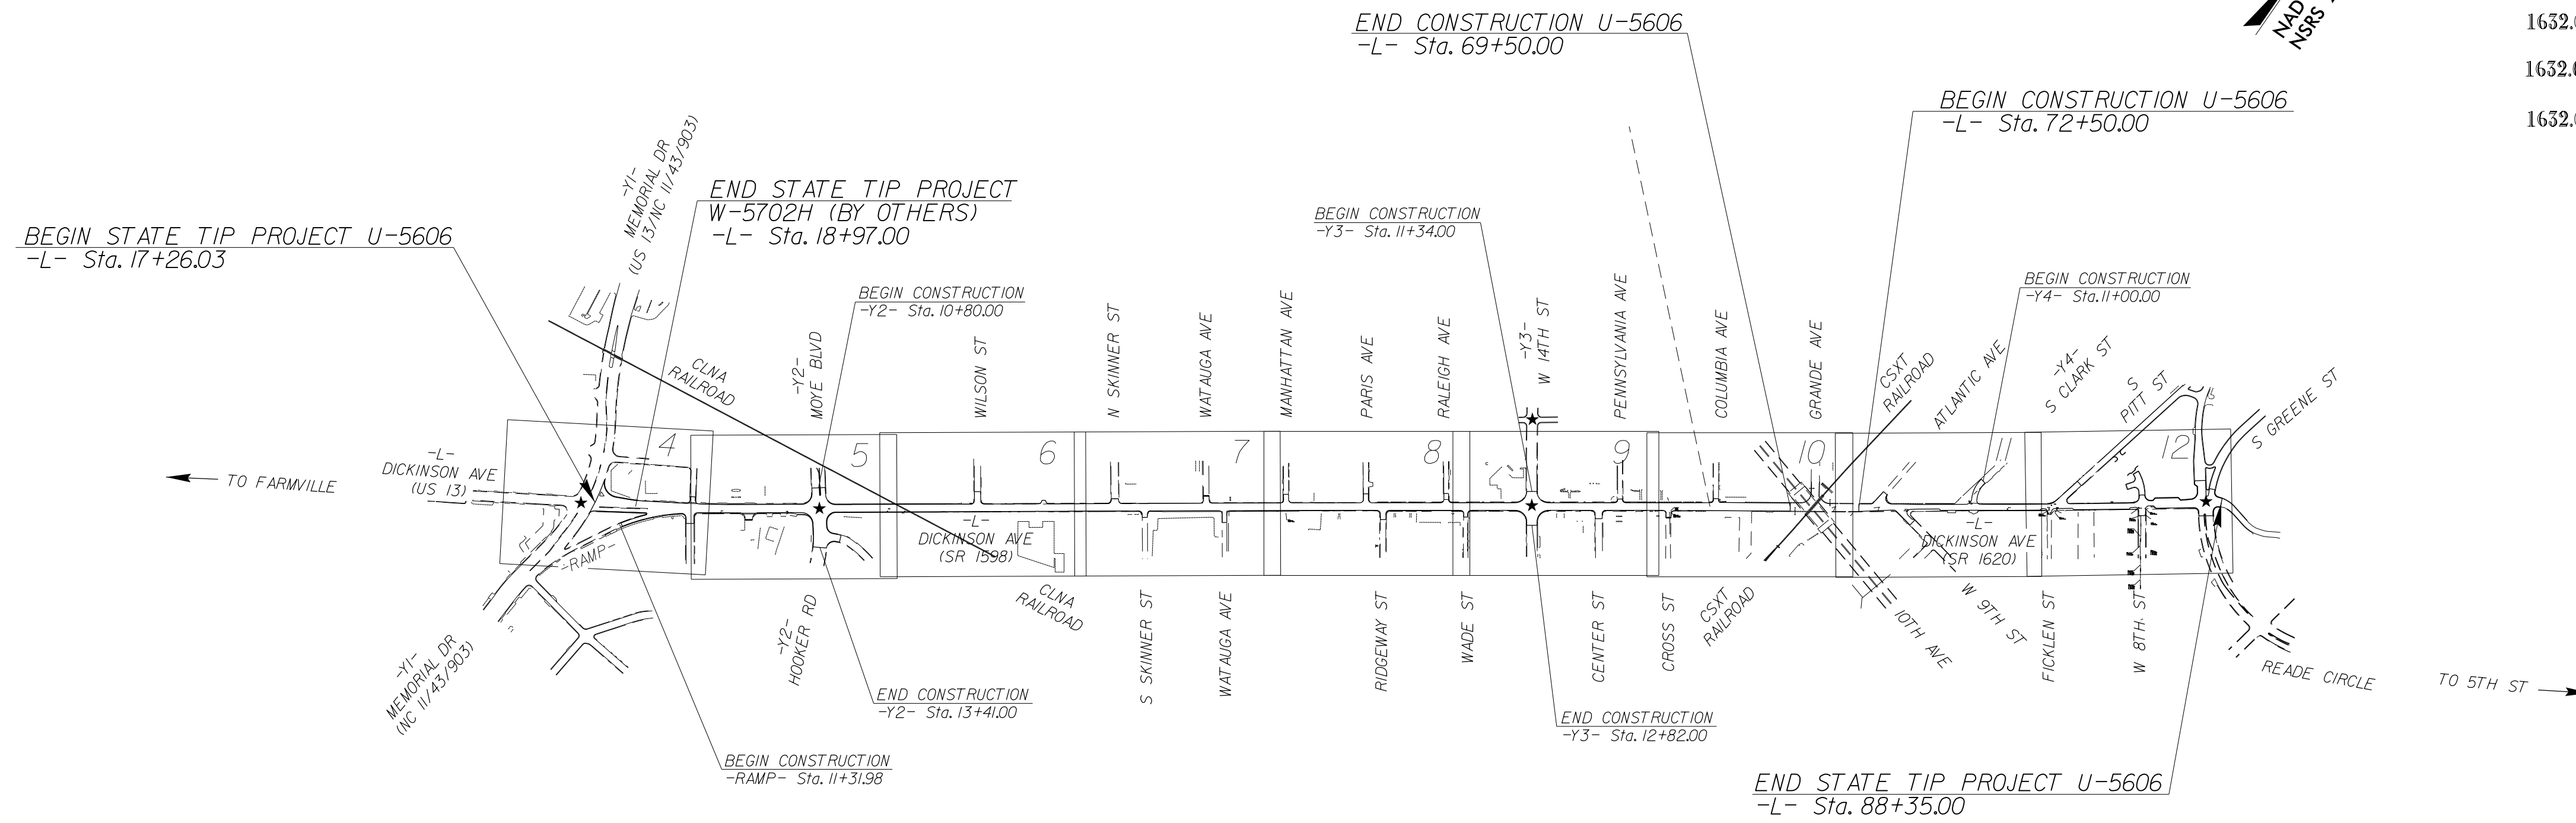 END CONSTRUCTION U-5606
-L- Sta. 69+50.00
NAD
NSRS
BEGIN CONSTRUCTION U-5606
-L- Sta. 72+50.00
-Y1-
MEMORIAL DR
(US 13/NC 11/43/903)
END STATE TIP PROJECT
W-5702H (BY OTHERS)
-L- Sta. 18+97.00
BEGIN STATE TIP PROJECT U-5606
-L- Sta. 17+26.03
BEGIN CONSTRUCTION
-Y3- Sta. 11+34.00
BEGIN CONSTRUCTION
-Y2- Sta. 10+80.00
BEGIN CONSTRUCTION
-Y4- Sta. 11+00.00
CLNA
RAILROAD
-Y2-
MOYE BLVD
WILSON ST
N SKINNER ST
WATAUGA AVE
MANHATTAN AVE
PARIS AVE
RALEIGH AVE
-Y3-
W 14TH ST
PENNSYLVANIA AVE
COLUMBIA AVE
GRANDE AVE
CSXT
RAILROAD
ATLANTIC AVE
-Y4-
S CLARK ST
S
PITT ST
S GREENE ST
4
5
6
7
8
9
10
12
TO FARMVILLE
-L-
DICKINSON AVE
(US 13)
-RAMP-
-L-
DICKINSON AVE
(SR 1598)
-L-
DICKINSON AVE
(SR 1620)
-Y1-
MEMORIAL DR
(NC 11/43/903)
-Y2-
HOOKER RD
CLNA
RAILROAD
S SKINNER ST
WATAUGA AVE
RIDGEWAY ST
WADE ST
CENTER ST
CROSS ST
CSXT
RAILROAD
10TH AVE
W 9TH ST
FICKLEN ST
W 8TH ST
READE CIRCLE
TO 5TH ST
END CONSTRUCTION
-Y2- Sta. 13+41.00
END CONSTRUCTION
-Y3- Sta. 12+82.00
BEGIN CONSTRUCTION
-RAMP- Sta. 11+31.98
END STATE TIP PROJECT U-5606
-L- Sta. 88+35.00